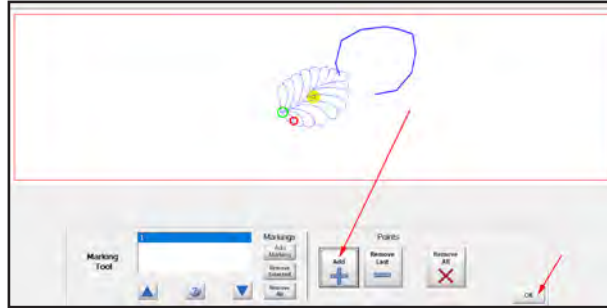 Marking
Tool
1
Markings
Add
Marking
Remove
Selected
Remove
All
Points
Add
Remove
Last
Remove
All
OK